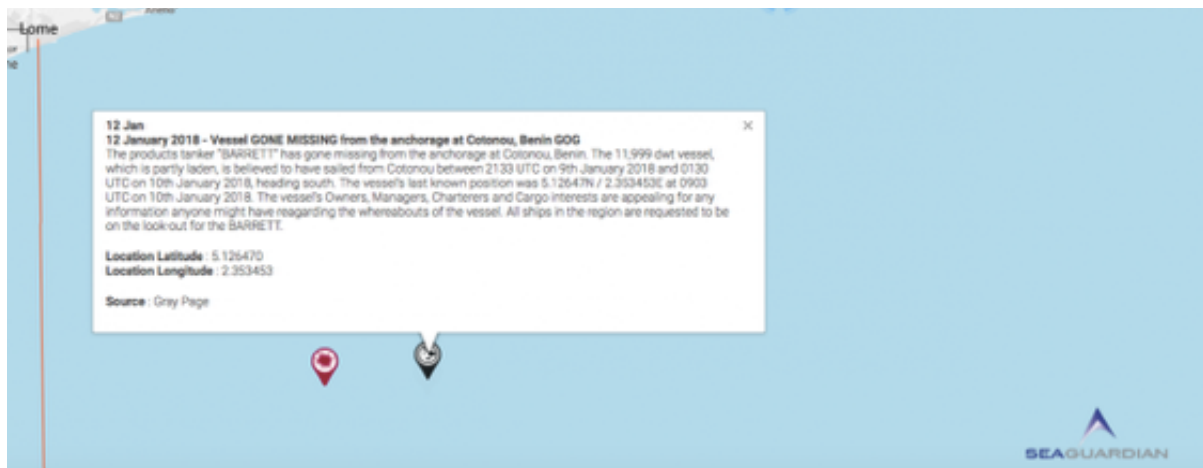 Lome
12 Jan
×
12 January 2018 - Vessel GONE MISSING from the anchorage at Cotonou, Benin GOG
The products tanker "BARRETT" has gone missing from the anchorage at Cotonou, Benin. The 11,999 dwt vessel,
which is partly laden, is believed to have sailed from Cotonou between 2133 UTC on 9th January 2018 and 0130
UTC on 10th January 2018, heading south. The vessel's last known position was 5.12647N / 2.353453E at 0903
UTC on 10th January 2018. The vessel's Owners, Managers, Charterers and Cargo interests are appealing for any
information anyone might have reagarding the whereabouts of the vessel. All ships in the region are requested to be
on the look-out for the BARRETT.
Location Latitude : 5.126470
Location Longitude : 2.353453
Source : Gray Page
SEAGUARDIAN